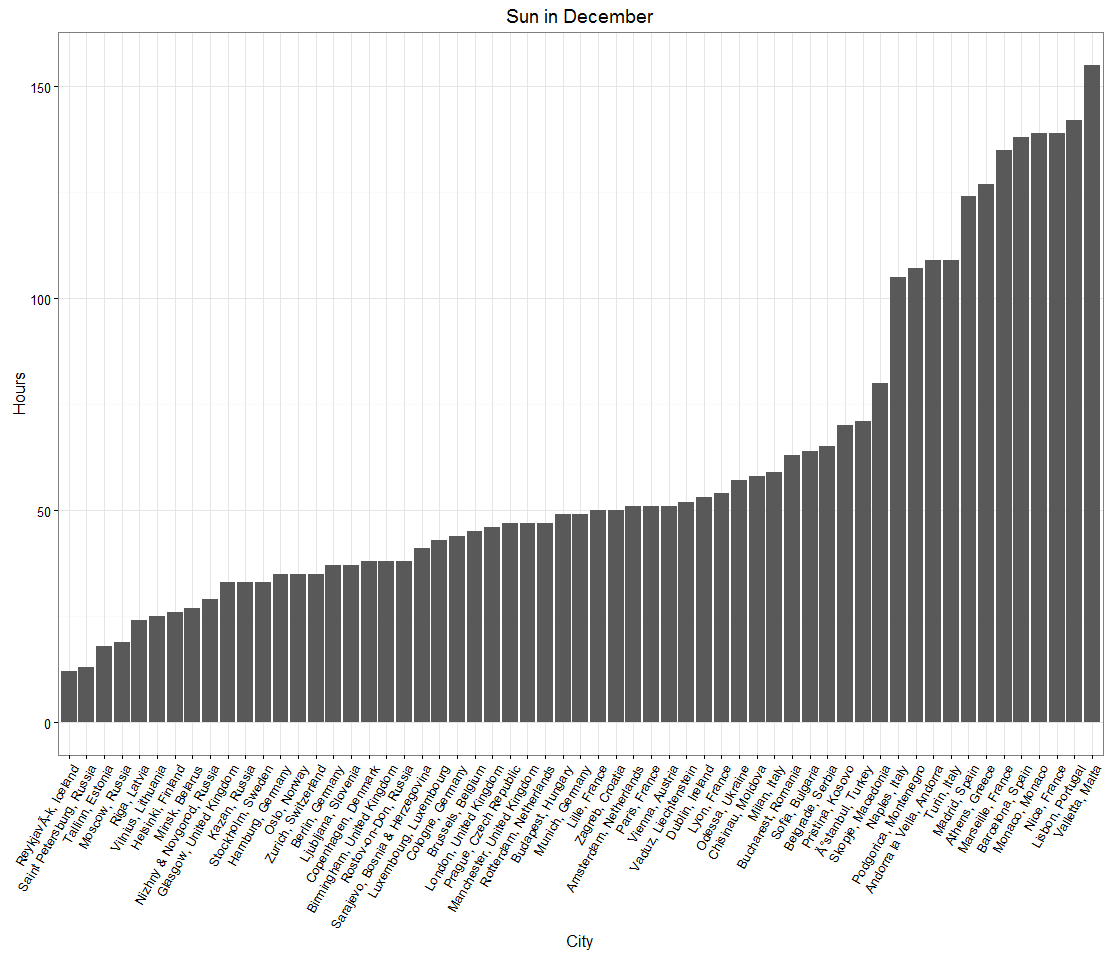 Sun in December
Hours
150
100
50
0
ReykjavÃ­k, Iceland
Saint Petersburg, Russia
Tallinn, Estonia
Moscow, Russia
Riga, Latvia
Vilnius, Lithuania
Helsinki, Finland
Minsk, Belarus
Nizhny & Novgorod, Russia
Glasgow, United Kingdom
Kazan, Russia
Stockholm, Sweden
Hamburg, Germany
Oslo, Norway
Zurich, Switzerland
Berlin, Germany
Ljubljana, Slovenia
Copenhagen, Denmark
Birmingham, United Kingdom
Rostov-on-Don, Russia
Sarajevo, Bosnia & Herzegovina
Luxembourg, Luxembourg
Cologne, Germany
Brussels, Belgium
London, United Kingdom
Prague, Czech Republic
Manchester, United Kingdom
Rotterdam, Netherlands
Budapest, Hungary
Munich, Germany
Lille, France
Zagreb, Croatia
Amsterdam, Netherlands
Paris, France
Vienna, Austria
Vaduz, Liechtenstein
Dublin, Ireland
Lyon, France
Odessa, Ukraine
Chisinau, Moldova
Milan, Italy
Bucharest, Romania
Sofia, Bulgaria
Belgrade, Serbia
Pristina, Kosovo
Ä°stanbul, Turkey
Skopje, Macedonia
Naples, Italy
Podgorica, Montenegro
Andorra la Vella, Andorra
Turin, Italy
Madrid, Spain
Athens, Greece
Marseille, France
Barcelona, Spain
Monaco, Monaco
Nice, France
Lisbon, Portugal
Valletta, Malta
City